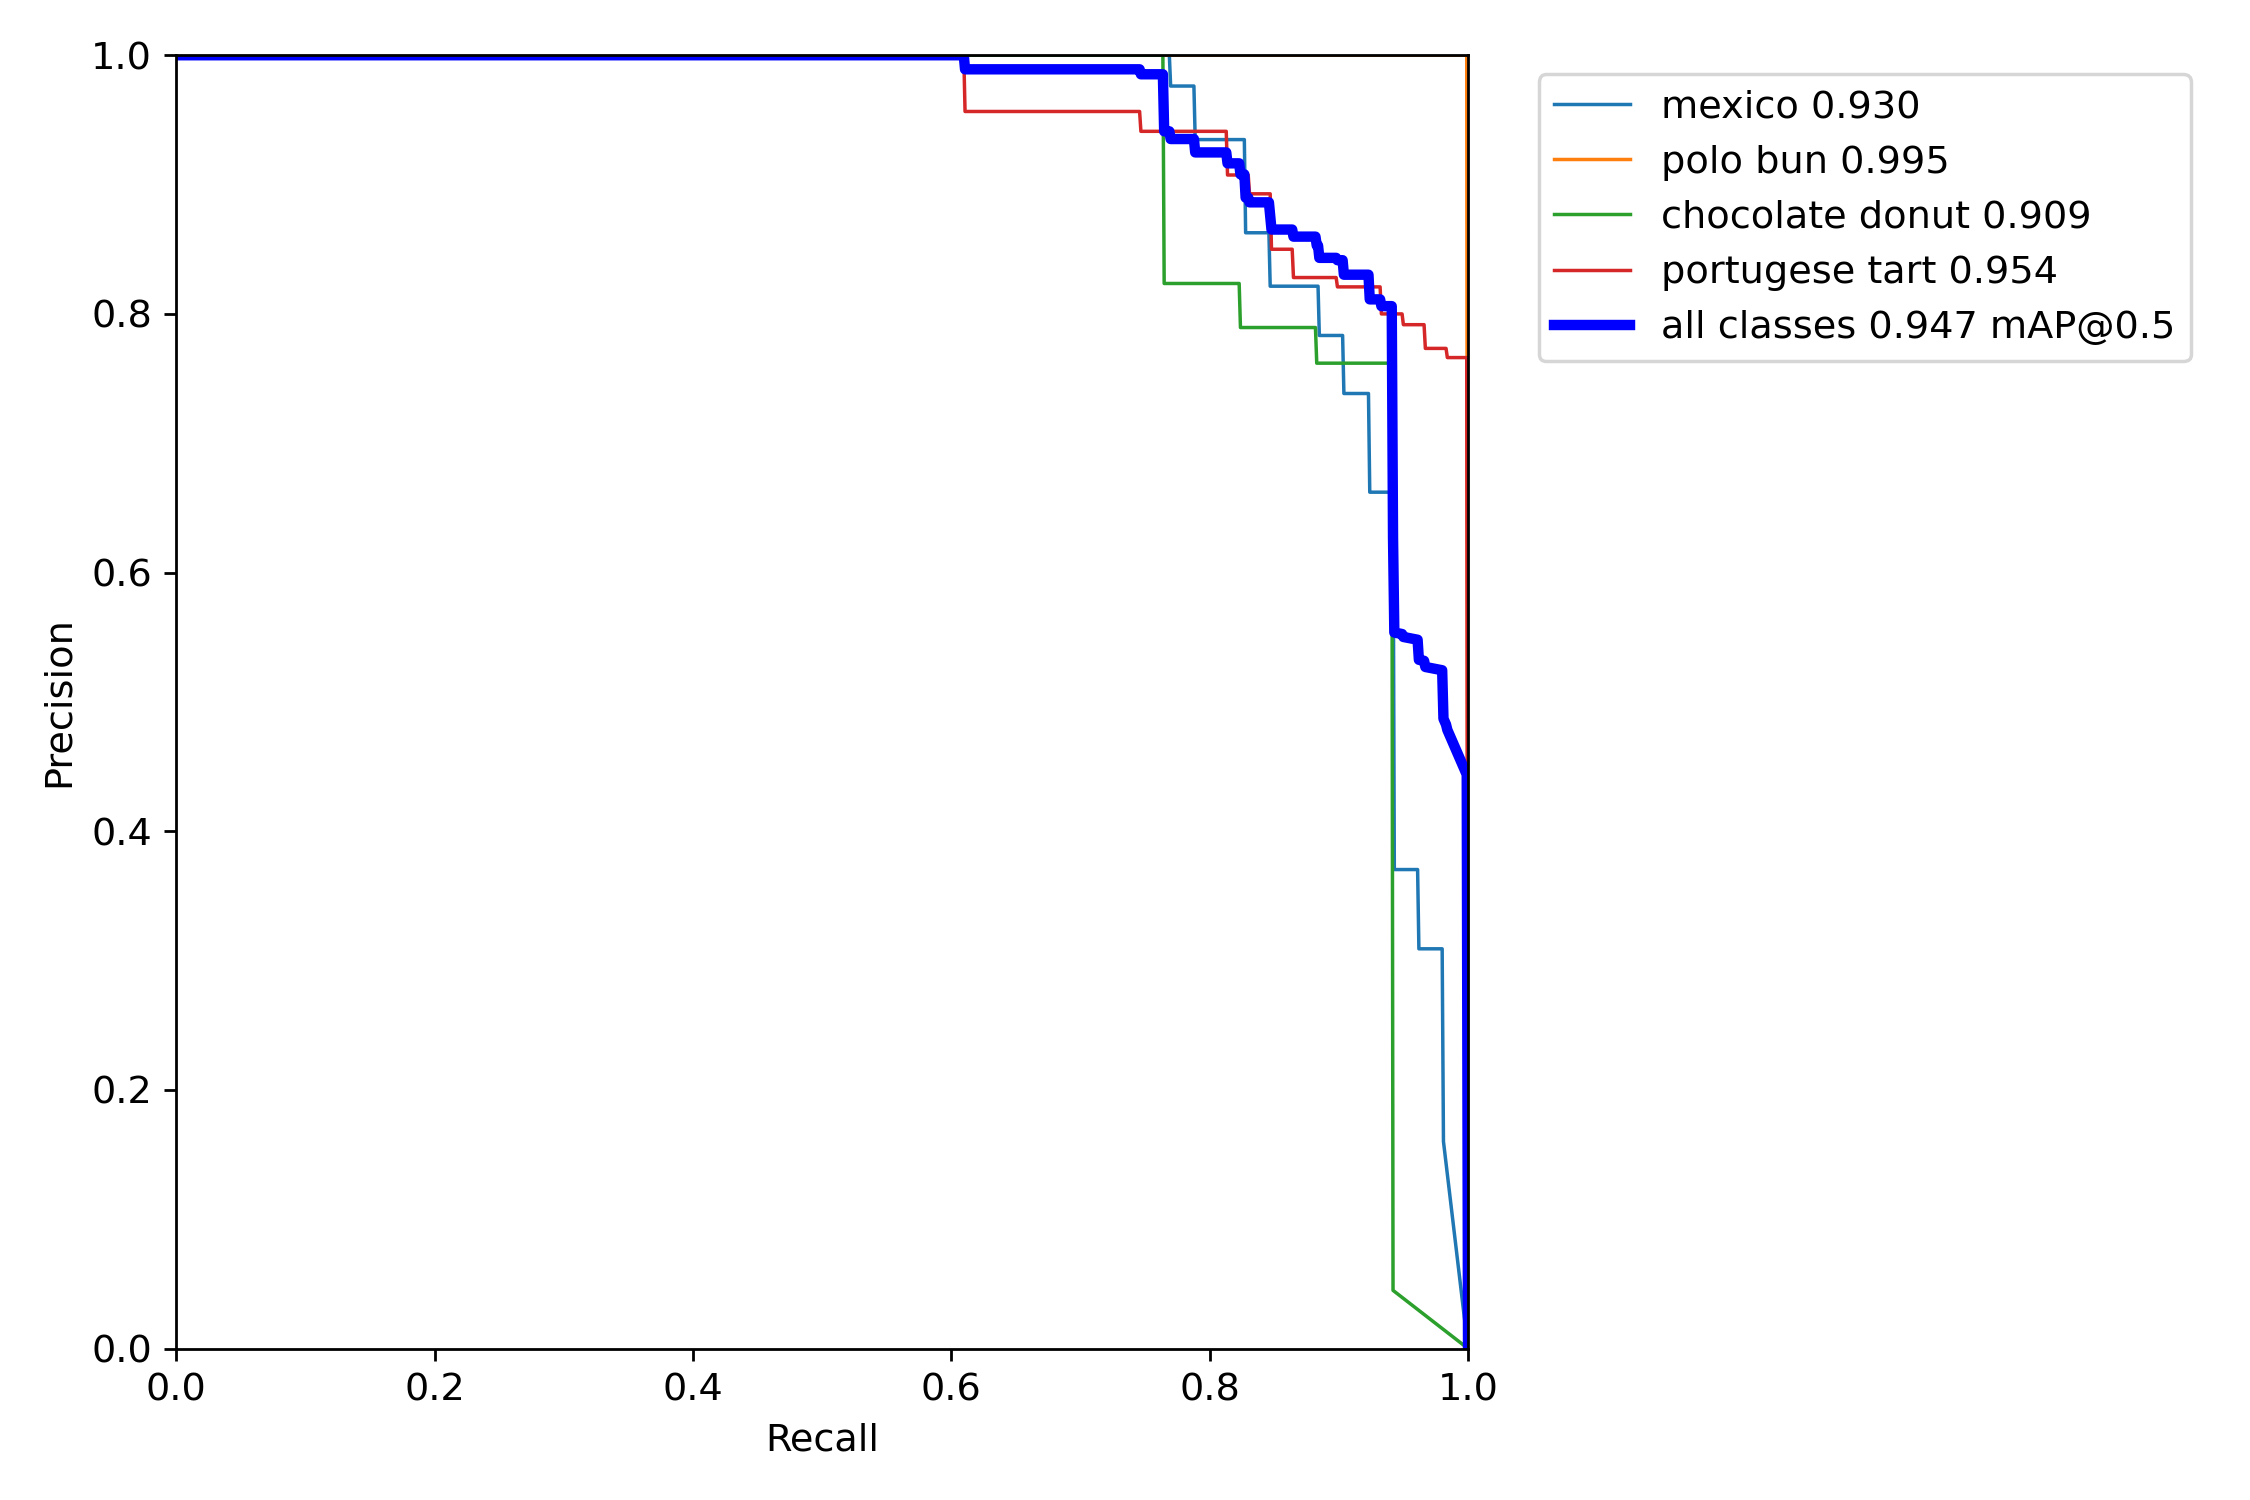 1.0
0.8
0.6
0.4
0.2
0.0
Precision
0.0 0.2 0.4 0.6 0.8 1.0
Recall
mexico 0.930
polo bun 0.995
chocolate donut 0.909
portugese tart 0.954
all classes 0.947 mAP@0.5